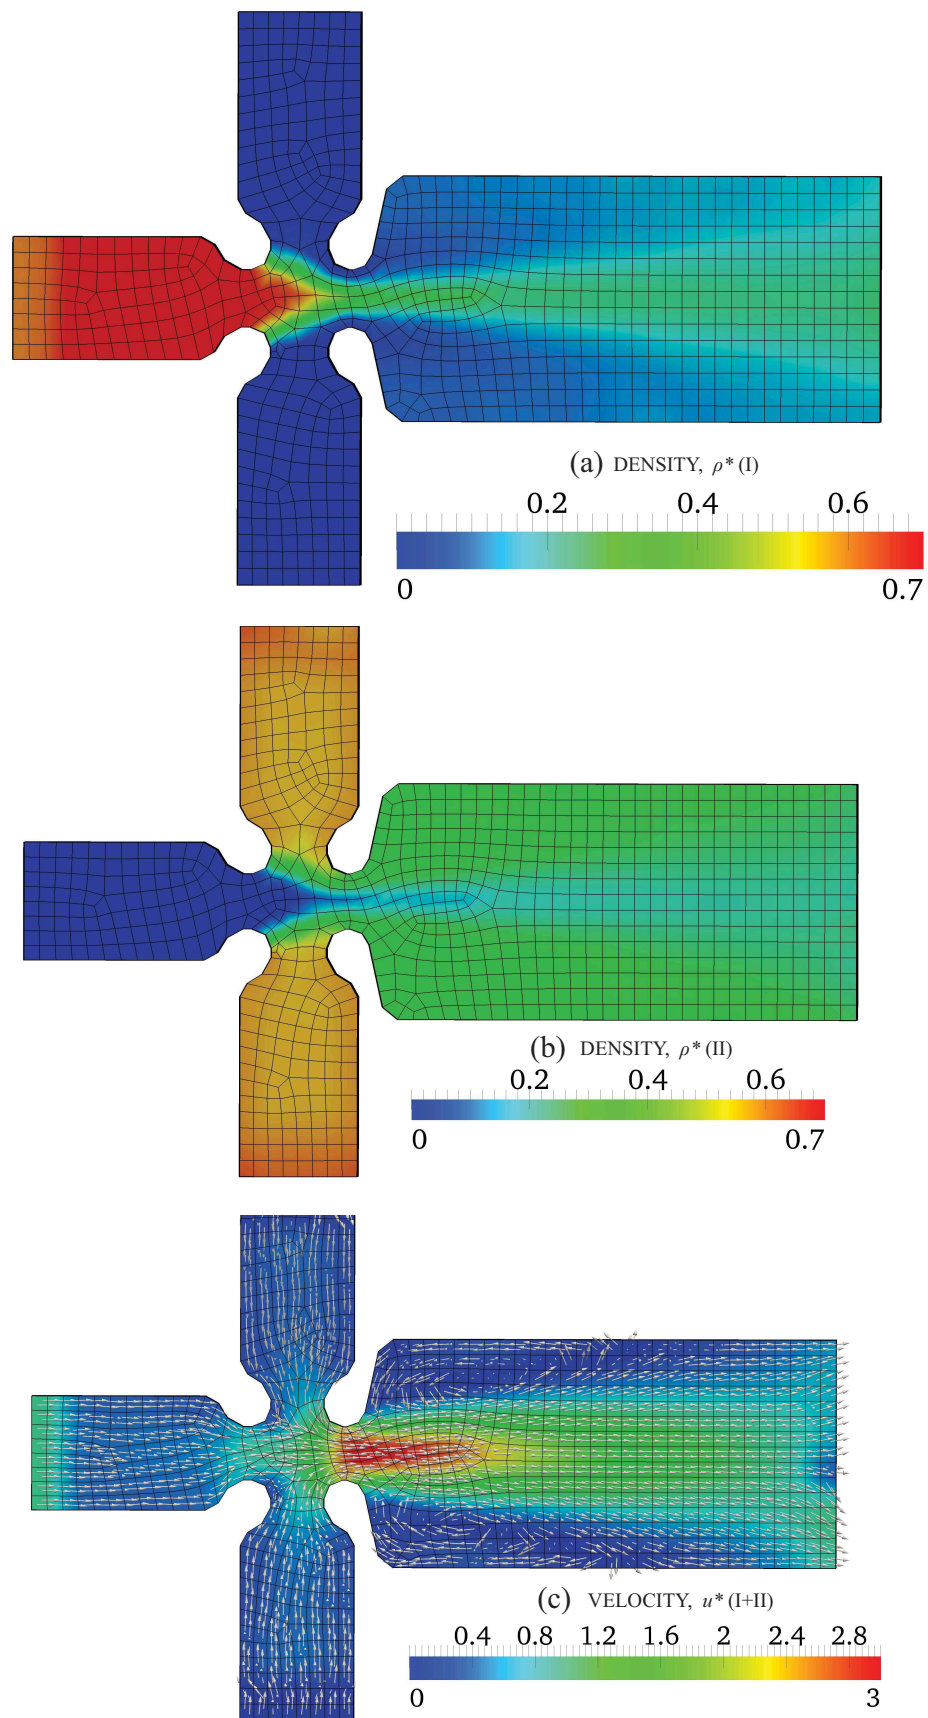 (a) DENSITY, ρ* (I)
0.2 0.4 0.6
0 0.7
(b) DENSITY, ρ* (II)
0.2 0.4 0.6
0 0.7
(c) VELOCITY, u* (I+II)
0.4 0.8 1.2 1.6 2 2.4 2.8
0 3